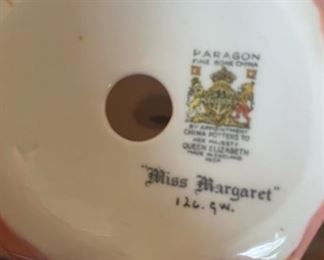 PARAGON
FINE BONE CHINA
BY APPOINTMENT
CHINA POTTERS TO
HER MAJESTY
QUEEN ELIZABETH
MADE IN ENGLAND
"Miss Margaret"
126. GW.